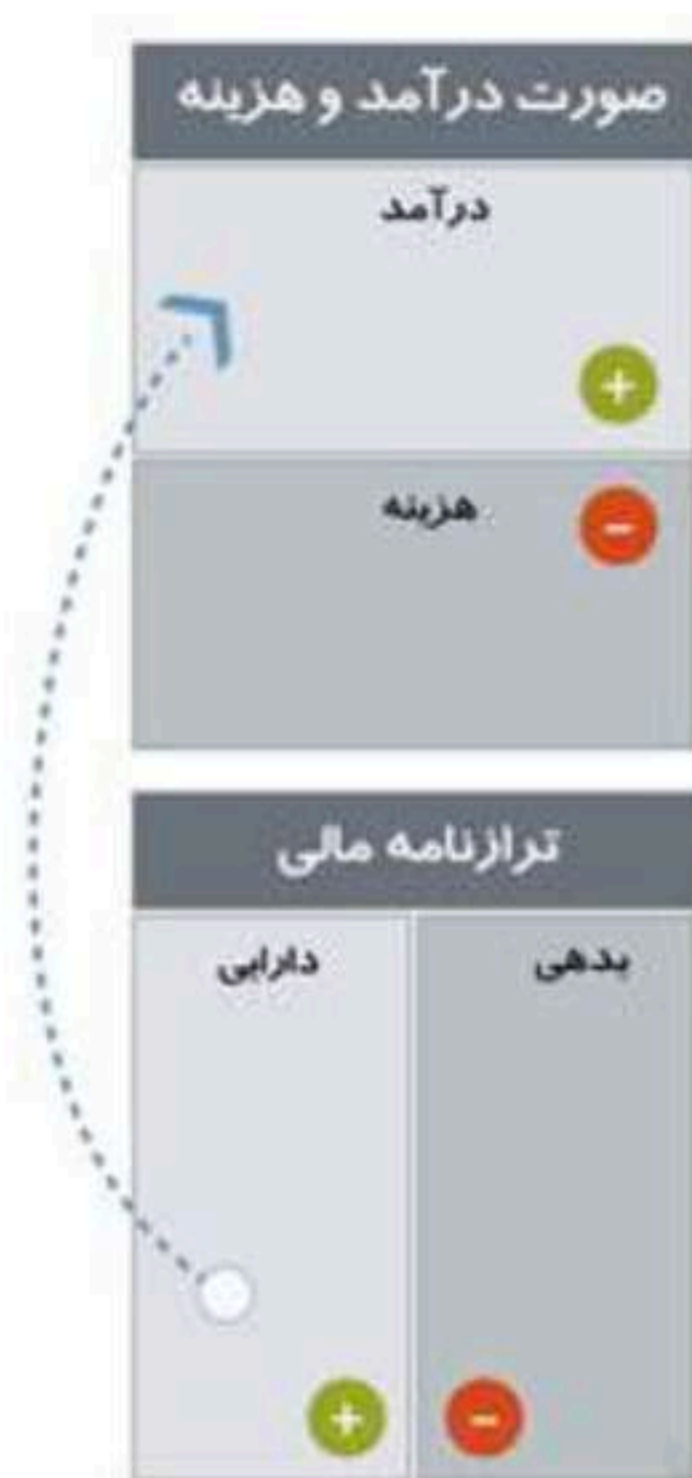 صورت درآمد و هزینه
درآمد
+
هزینه
-
ترازنامه مالی
بدهی
دارایی
-
+